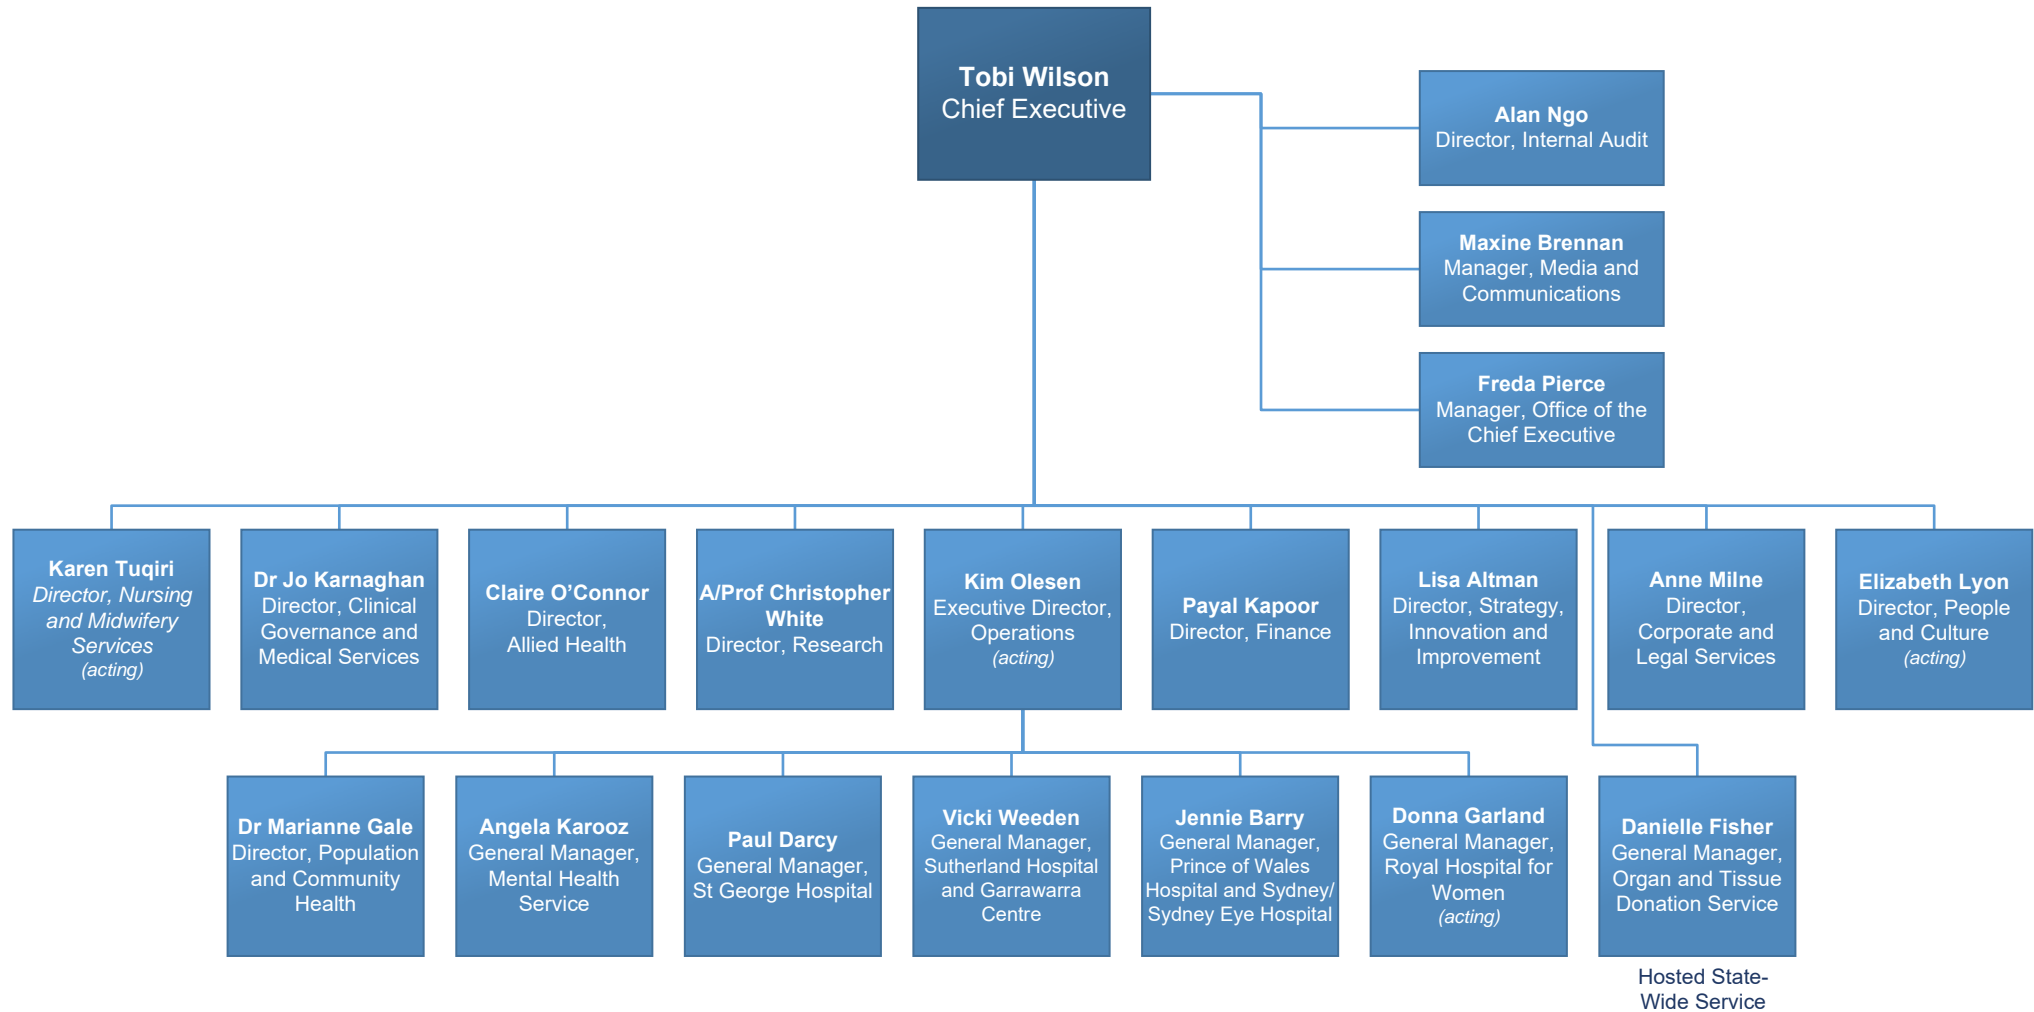 Tobi Wilson
Chief Executive
Alan Ngo
Director, Internal Audit
Maxine Brennan
Manager, Media and
Communications
Freda Pierce
Manager, Office of the
Chief Executive
Karen Tuqiri
Director, Nursing
and Midwifery
Services
(acting)
Dr Jo Karnaghan
Director, Clinical
Governance and
Medical Services
Claire O’Connor
Director,
Allied Health
A/Prof Christopher
White
Director, Research
Kim Olesen
Executive Director,
Operations
(acting)
Payal Kapoor
Director, Finance
Lisa Altman
Director, Strategy,
Innovation and
Improvement
Anne Milne
Director,
Corporate and
Legal Services
Elizabeth Lyon
Director, People
and Culture
(acting)
Dr Marianne Gale
Director, Population
and Community
Health
Angela Karooz
General Manager,
Mental Health
Service
Paul Darcy
General Manager,
St George Hospital
Vicki Weeden
General Manager,
Sutherland Hospital
and Garrawarra
Centre
Jennie Barry
General Manager,
Prince of Wales
Hospital and Sydney/
Sydney Eye Hospital
Donna Garland
General Manager,
Royal Hospital for
Women
(acting)
Danielle Fisher
General Manager,
Organ and Tissue
Donation Service
Hosted State-
Wide Service